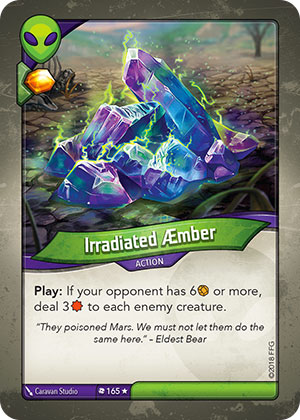 Irradiated Æmber
ACTION
Play: If your opponent has 6 or more,
deal 3 to each enemy creature.
"They poisoned Mars. We must not let them do the
same here." - Eldest Bear
©2018 FFG
Caravan Studio
165